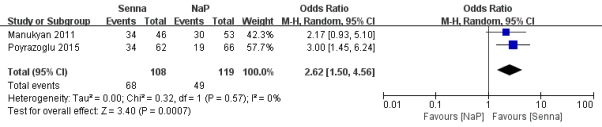 Senna NaP Odds Ratio Odds Ratio
Study or Subgroup Events Total Events Total Weight M-H, Random, 95% CI M-H, Random, 95% CI
Manukyan 2011 34 46 30 53 42.3% 2.17 [0.93, 5.10]
Poyrazoglu 2015 34 62 19 66 57.7% 3.00 [1.45, 6.24]
Total (95% CI) 108 119 100.0% 2.62 [1.50, 4.56]
Total events 68 49
Heterogeneity: Tau² = 0.00; Chi² = 0.32, df = 1 (P = 0.57); I² = 0%
Test for overall effect: Z = 3.40 (P = 0.0007)
0.01 0.1 1 10 100
Favours [NaP] Favours [Senna]